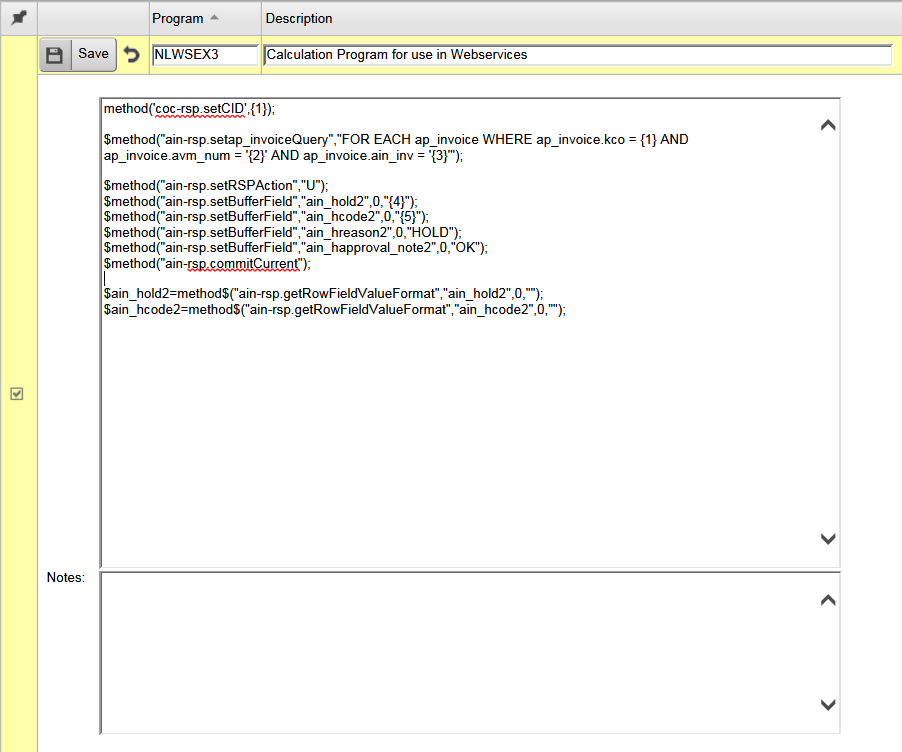 Program
Description
Save
NLWSEX3
Calculation Program for use in Webservices
method('coc-rsp.setCID',{1});
$method("ain-rsp.setap_invoiceQuery","FOR EACH ap_invoice WHERE ap_invoice.kco = {1} AND
ap_invoice.avm_num = '{2}' AND ap_invoice.ain_inv = '{3}'");
$method("ain-rsp.setRSPAction","U");
$method("ain-rsp.setBufferField","ain_hold2",0,"{4}");
$method("ain-rsp.setBufferField","ain_hcode2",0,"{5}");
$method("ain-rsp.setBufferField","ain_hreason2",0,"HOLD");
$method("ain-rsp.setBufferField","ain_happroval_note2",0,"OK");
$method("ain-rsp.commitCurrent");
$ain_hold2=method$("ain-rsp.getRowFieldValueFormat","ain_hold2",0,"");
$ain_hcode2=method$("ain-rsp.getRowFieldValueFormat","ain_hcode2",0,"");
Notes: